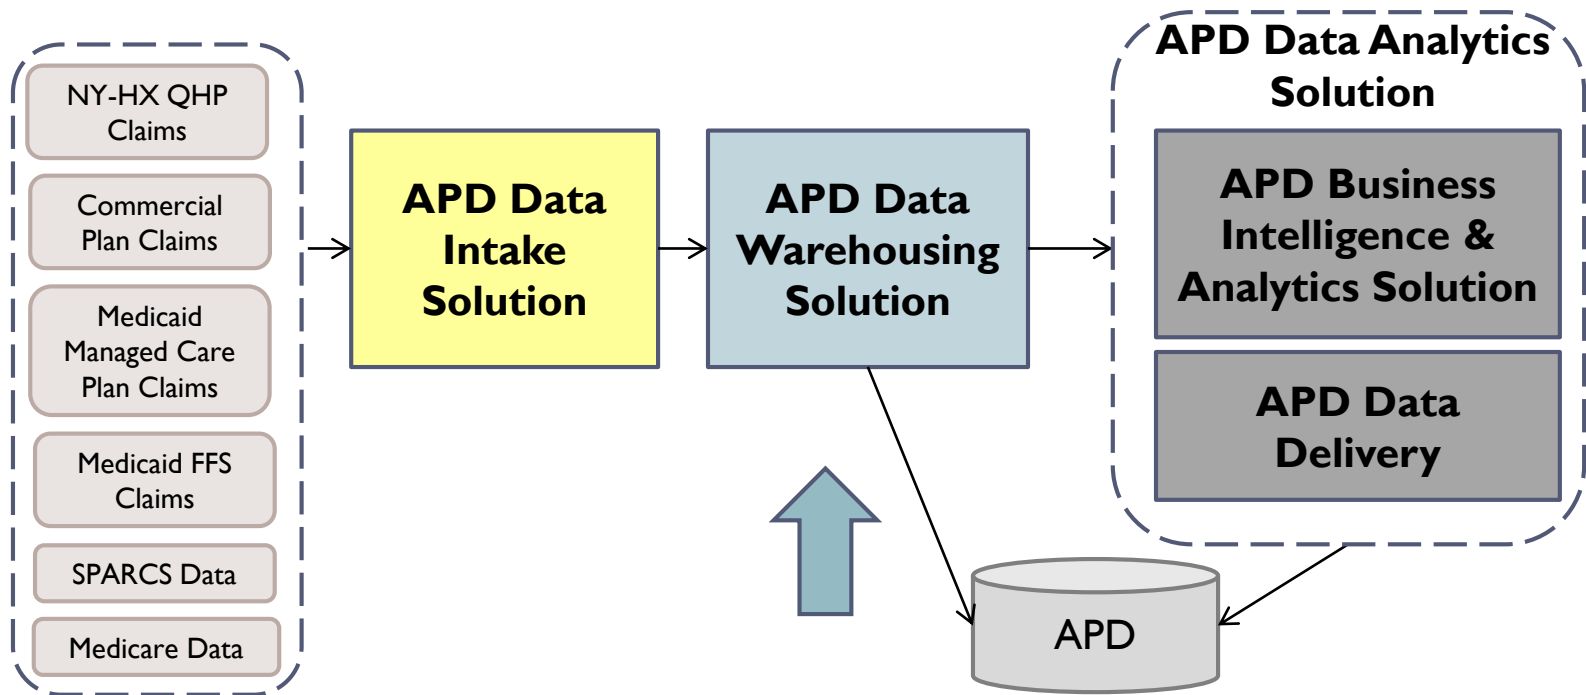 NY-HX QHP
Claims
Commercial
Plan Claims
Medicaid
Managed Care
Plan Claims
Medicaid FFS
Claims
SPARCS Data
Medicare Data
APD Data
Intake
Solution
APD Data
Warehousing
Solution
APD Data Analytics
Solution
APD Business
Intelligence &
Analytics Solution
APD Data
Delivery
APD